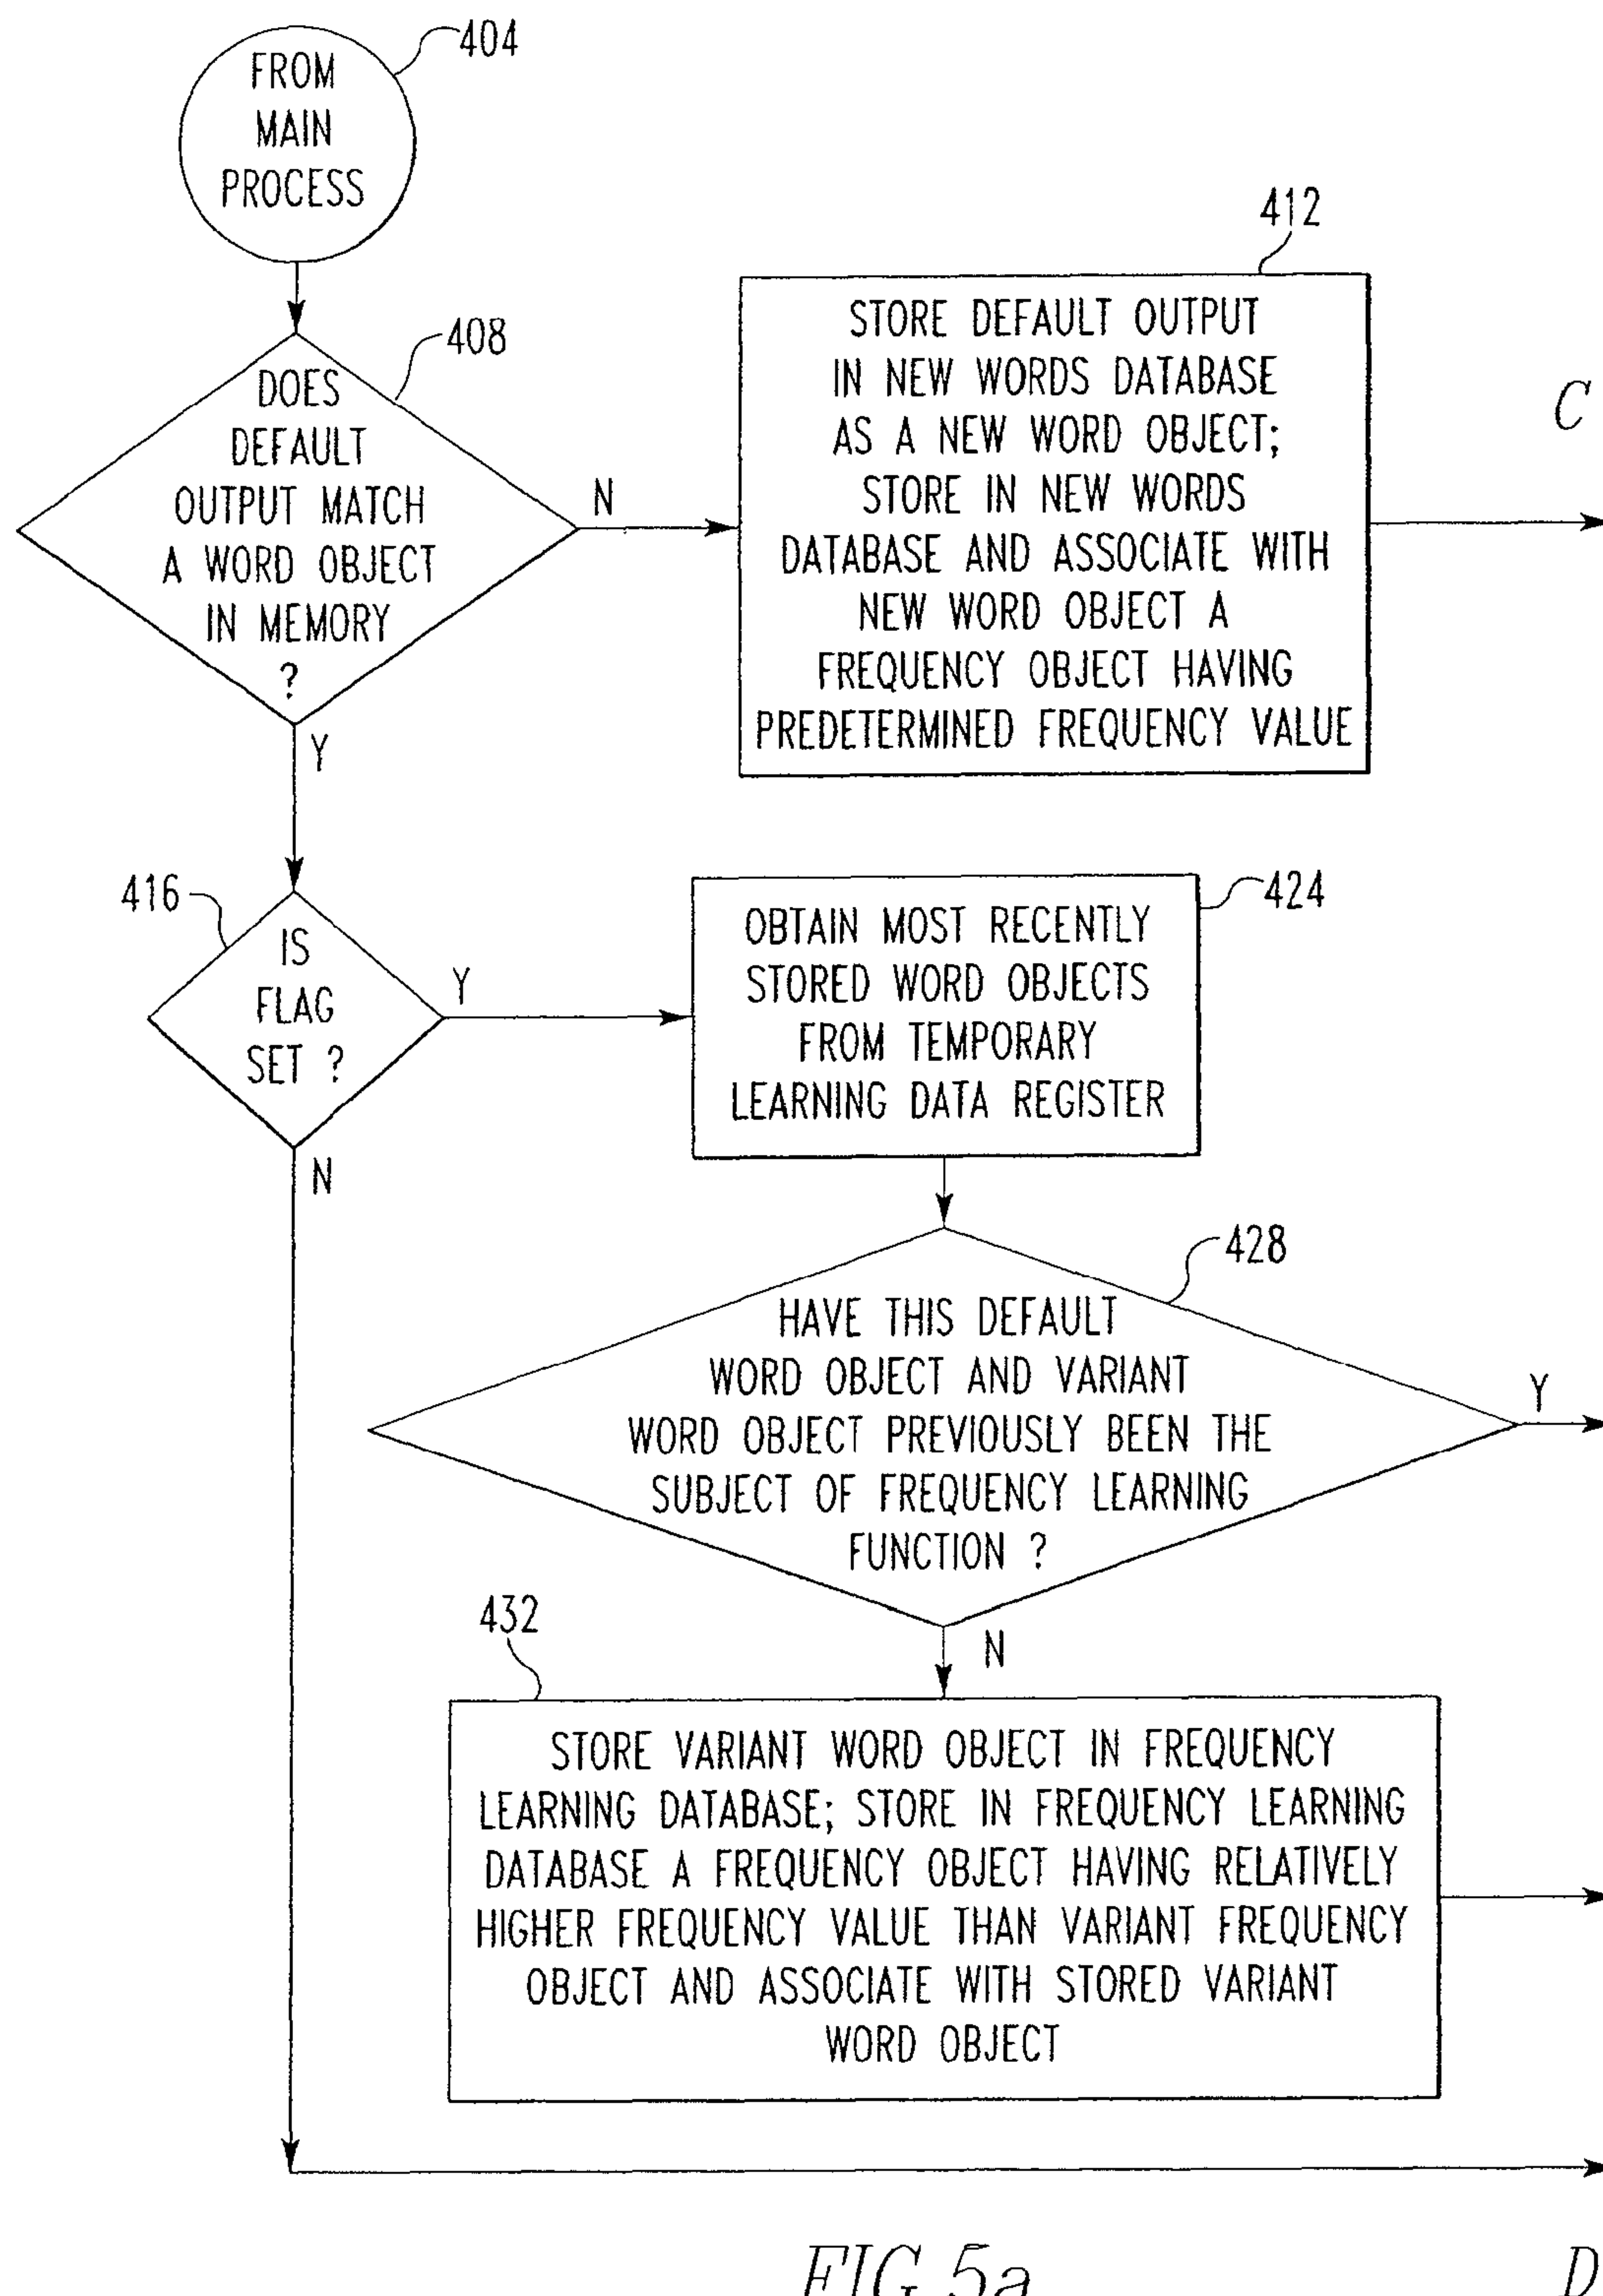 404
FROM
MAIN
PROCESS
408
DOES
DEFAULT
OUTPUT MATCH
A WORD OBJECT
IN MEMORY
?
N
Y
412
STORE DEFAULT OUTPUT
IN NEW WORDS DATABASE
AS A NEW WORD OBJECT;
STORE IN NEW WORDS
DATABASE AND ASSOCIATE WITH
NEW WORD OBJECT A
FREQUENCY OBJECT HAVING
PREDETERMINED FREQUENCY VALUE
C
416
IS
FLAG
SET ?
Y
N
424
OBTAIN MOST RECENTLY
STORED WORD OBJECTS
FROM TEMPORARY
LEARNING DATA REGISTER
428
HAVE THIS DEFAULT
WORD OBJECT AND VARIANT
WORD OBJECT PREVIOUSLY BEEN THE
SUBJECT OF FREQUENCY LEARNING
FUNCTION ?
Y
N
432
STORE VARIANT WORD OBJECT IN FREQUENCY
LEARNING DATABASE; STORE IN FREQUENCY LEARNING
DATABASE A FREQUENCY OBJECT HAVING RELATIVELY
HIGHER FREQUENCY VALUE THAN VARIANT FREQUENCY
OBJECT AND ASSOCIATE WITH STORED VARIANT
WORD OBJECT
FIG.5a
D